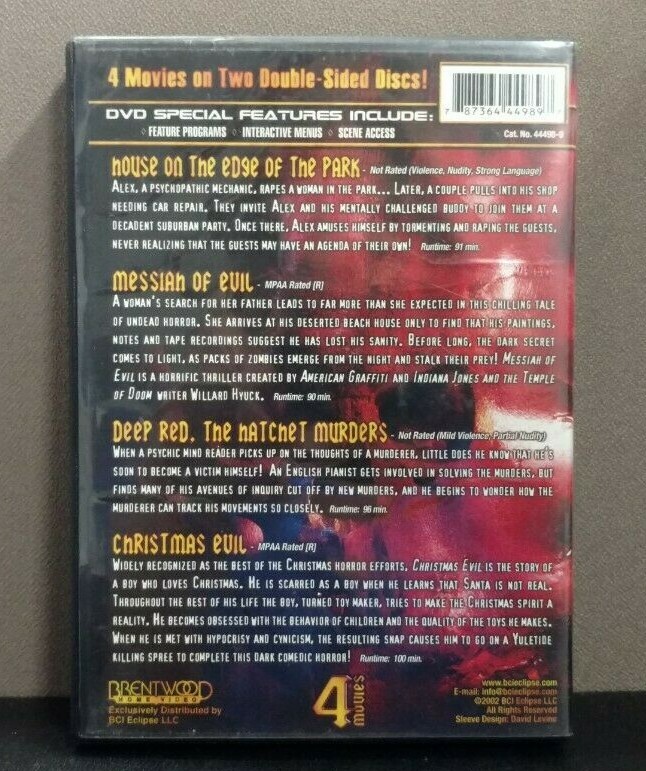 4 Movies on Two Double-Sided Discs!
DVD SPECIAL FEATURES INCLUDE:
◊ FEATURE PROGRAMS ◊ INTERACTIVE MENUS ◊ SCENE ACCESS
7 87364 44989
Cat. No. 44498-9
HOUSE ON THE EDGE OF THE PARK - Not Rated (Violence, Nudity, Strong Language)
ALEX, A PSYCHOPATHIC MECHANIC, RAPES A WOMAN IN THE PARK... LATER, A COUPLE PULLS INTO HIS SHOP
NEEDING CAR REPAIR. THEY INVITE ALEX AND HIS MENTALLY CHALLENGED BUDDY TO JOIN THEM AT A
DECADENT SUBURBAN PARTY. ONCE THERE, ALEX AMUSES HIMSELF BY TORMENTING AND RAPING THE GUESTS,
NEVER REALIZING THAT THE GUESTS MAY HAVE AN AGENDA OF THEIR OWN! Runtime: 91 min.
MESSIAH OF EVIL - MPAA Rated [R]
A WOMAN'S SEARCH FOR HER FATHER LEADS TO FAR MORE THAN SHE EXPECTED IN THIS CHILLING TALE
OF UNDEAD HORROR. SHE ARRIVES AT HIS DESERTED BEACH HOUSE ONLY TO FIND THAT HIS PAINTINGS,
NOTES AND TAPE RECORDINGS SUGGEST HE HAS LOST HIS SANITY. BEFORE LONG, THE DARK SECRET
COMES TO LIGHT, AS PACKS OF ZOMBIES EMERGE FROM THE NIGHT AND STALK THEIR PREY! MESSIAH OF
EVIL IS A HORRIFIC THRILLER CREATED BY AMERICAN GRAFFITI AND INDIANA JONES AND THE TEMPLE
OF DOOM WRITER WILLARD HYUCK. Runtime: 90 min.
DEEP RED, THE HATCHET MURDERS - Not Rated (Mild Violence, Partial Nudity)
WHEN A PSYCHIC MIND READER PICKS UP ON THE THOUGHTS OF A MURDERER, LITTLE DOES HE KNOW THAT HE'S
SOON TO BECOME A VICTIM HIMSELF! AN ENGLISH PIANIST GETS INVOLVED IN SOLVING THE MURDERS, BUT
FINDS MANY OF HIS AVENUES OF INQUIRY CUT OFF BY NEW MURDERS, AND HE BEGINS TO WONDER HOW THE
MURDERER CAN TRACK HIS MOVEMENTS SO CLOSELY. Runtime: 96 min.
CHRISTMAS EVIL - MPAA Rated [R]
WIDELY RECOGNIZED AS THE BEST OF THE CHRISTMAS HORROR EFFORTS, CHRISTMAS EVIL IS THE STORY OF
A BOY WHO LOVES CHRISTMAS. HE IS SCARRED AS A BOY WHEN HE LEARNS THAT SANTA IS NOT REAL.
THROUGHOUT THE REST OF HIS LIFE THE BOY, TURNED TOY MAKER, TRIES TO MAKE THE CHRISTMAS SPIRIT A
REALITY. HE BECOMES OBSESSED WITH THE BEHAVIOR OF CHILDREN AND THE QUALITY OF THE TOYS HE MAKES.
WHEN HE IS MET WITH HYPOCRISY AND CYNICISM, THE RESULTING SNAP CAUSES HIM TO GO ON A YULETIDE
KILLING SPREE TO COMPLETE THIS DARK COMEDIC HORROR! Runtime: 100 min.
BRENTWOOD
HOME VIDEO
Exclusively Distributed by
BCI Eclipse LLC
4 movies
www.bcieclipse.com
E-mail: info@bcieclipse.com
©2002 BCI Eclipse LLC
All Rights Reserved
Sleeve Design: David Levine